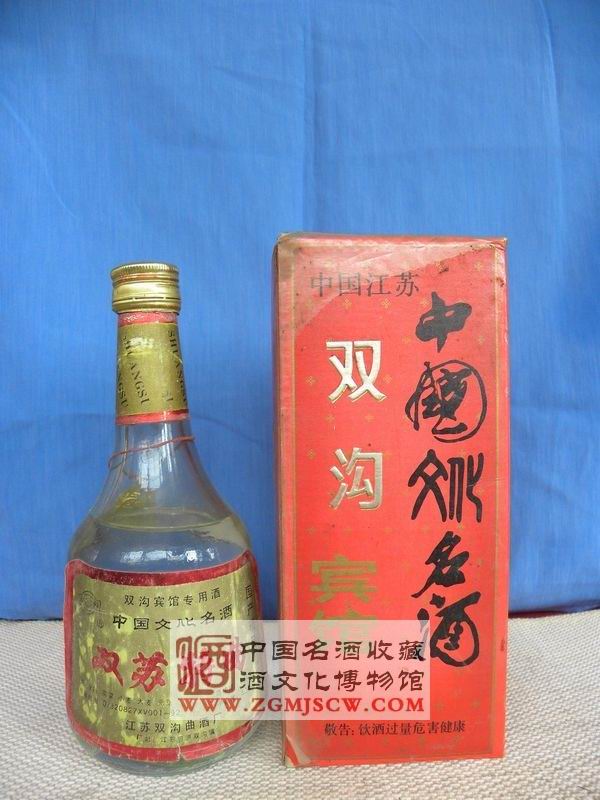 SHUANGSU
双沟宾馆专用酒
中国文化名酒
双苏
Q/320827XV001-92
江苏双沟曲酒
中国江苏
双沟宾
中國文化名酒
敬告:饮酒过量危害健康
中国名酒收藏
酒文化博物馆
www.ZGMJSCW.com